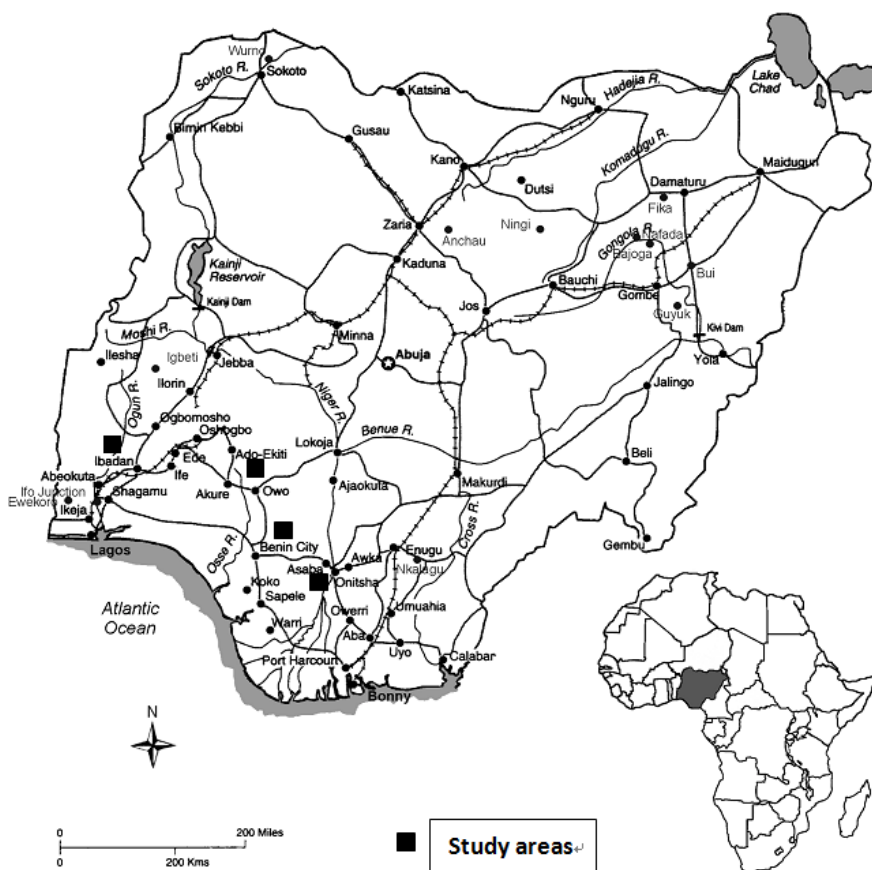 Wurno
Sokoto R.
Sokoto
Katsina
Lake
Chad
Nguru
Hadejia R.
Bimin Kebbi
Gusau
Kano
Komadugu R.
Maiduguri
Dutsi
Damaturu
Fika
Zaria
Anchau
Ningi
Gongola R.
Nafada
Bajoga
Kainji
Reservoir
Kaduna
Bui
Bauchi
Gombe
Kainji Dam
Jos
Guyuk
Moshi R.
Minna
Kivi Dam
Ilesha
Igbeti
Jebba
Abuja
Yola
Ilorin
Niger R.
Jalingo
Ogun R.
Ogbomosho
Oshogbo
Lokoja
Benue R.
Ede
Ado-Ekiti
Ibadan
Ife
Beli
Abeokuta
Akure
Owo
Ajaokuta
Makurdi
Ifo Junction
Shagamu
Ewekoro
Ikeja
Cross R.
Lagos
Osse R.
Benin City
Enugu
Gembu
Asaba
Awka
Nkalagu
Onitsha
Koko
Sapele
Owerri
Umuahia
Atlantic
Ocean
Warri
Aba
Uyo
Port Harcourt
Calabar
Bonny
N
0
200 Miles
0
200 Kms
Study areas